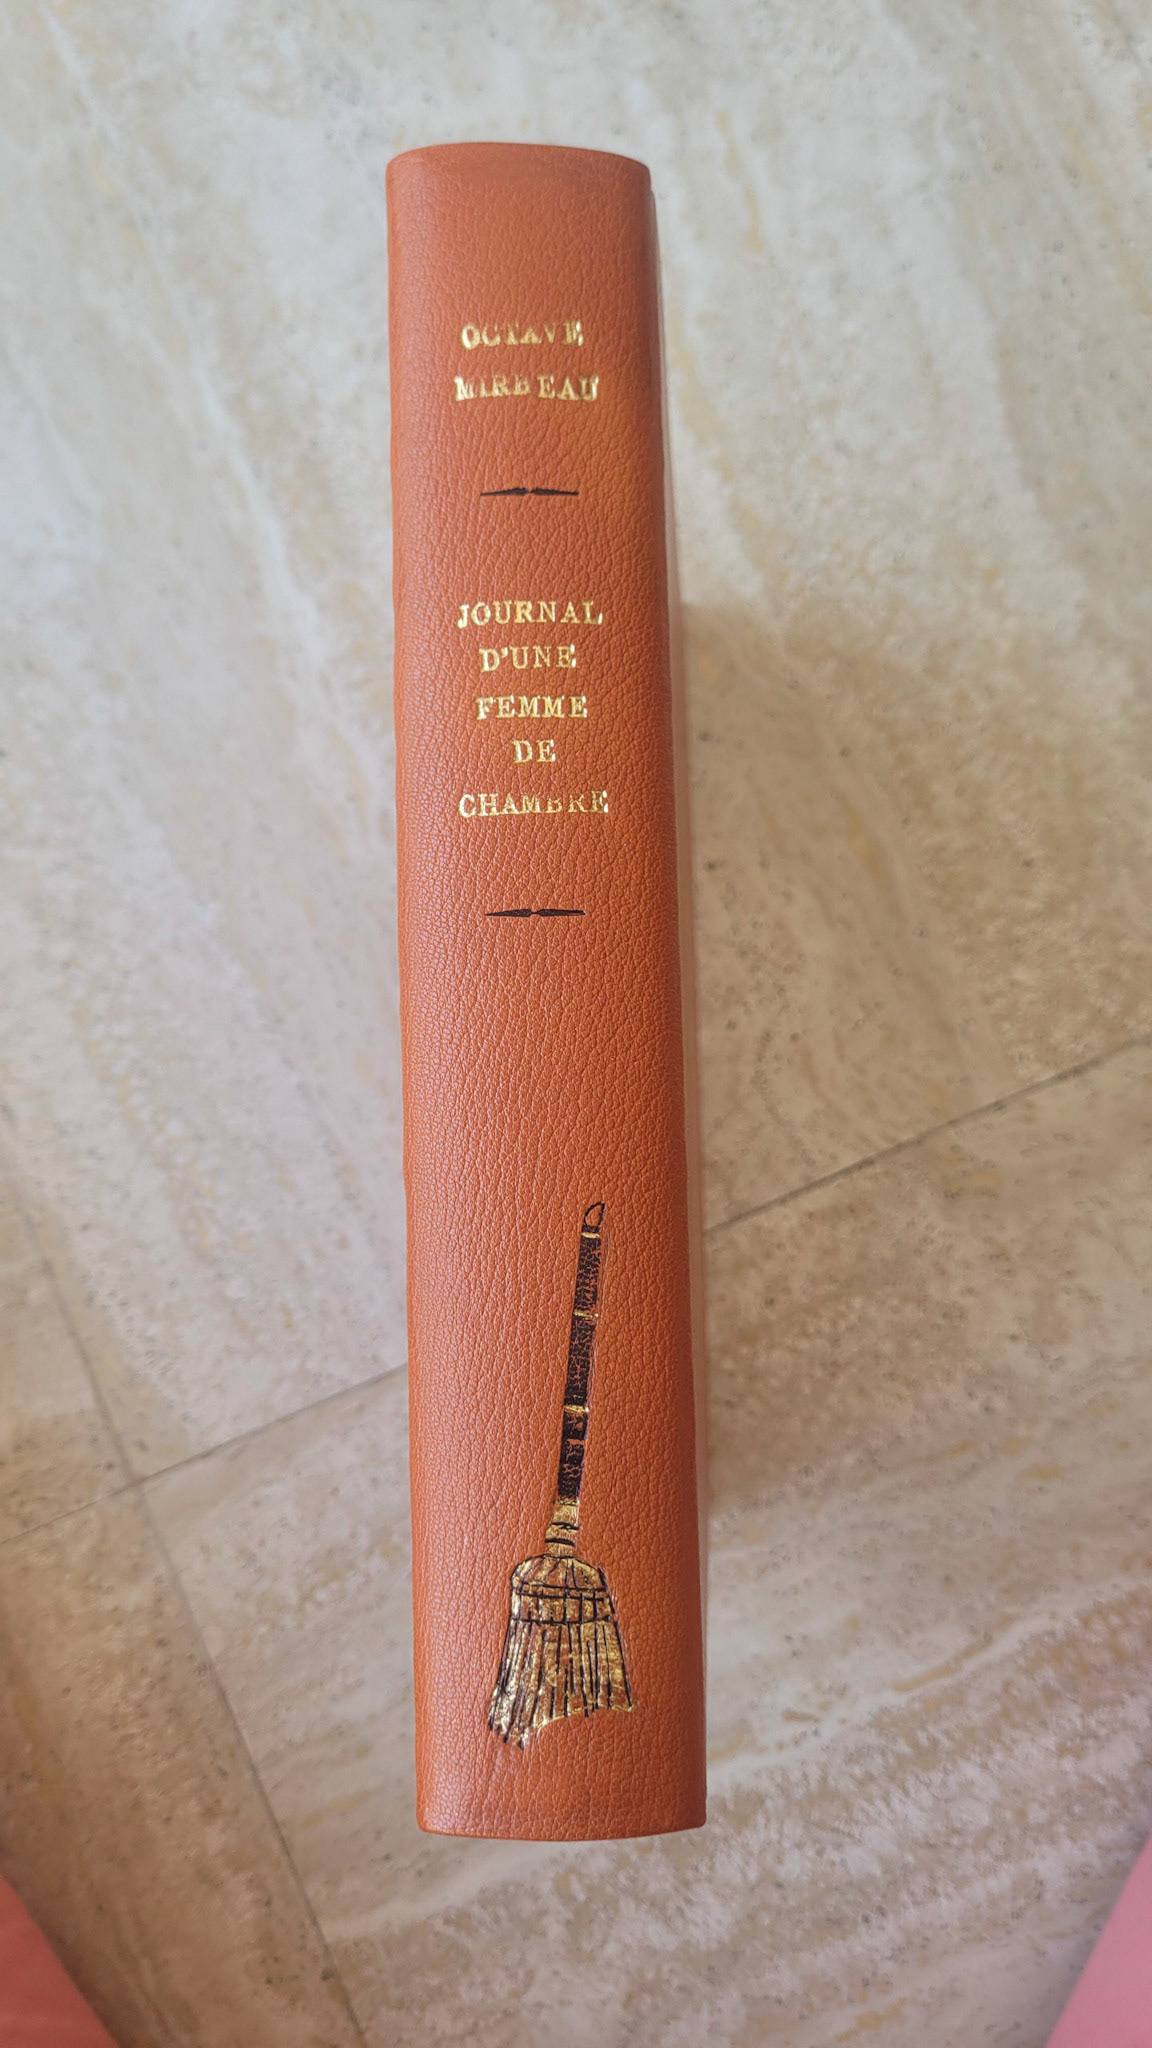 OCTAVE
MIRBEAU
JOURNAL
D'UNE
FEMME
DE
CHAMBRE